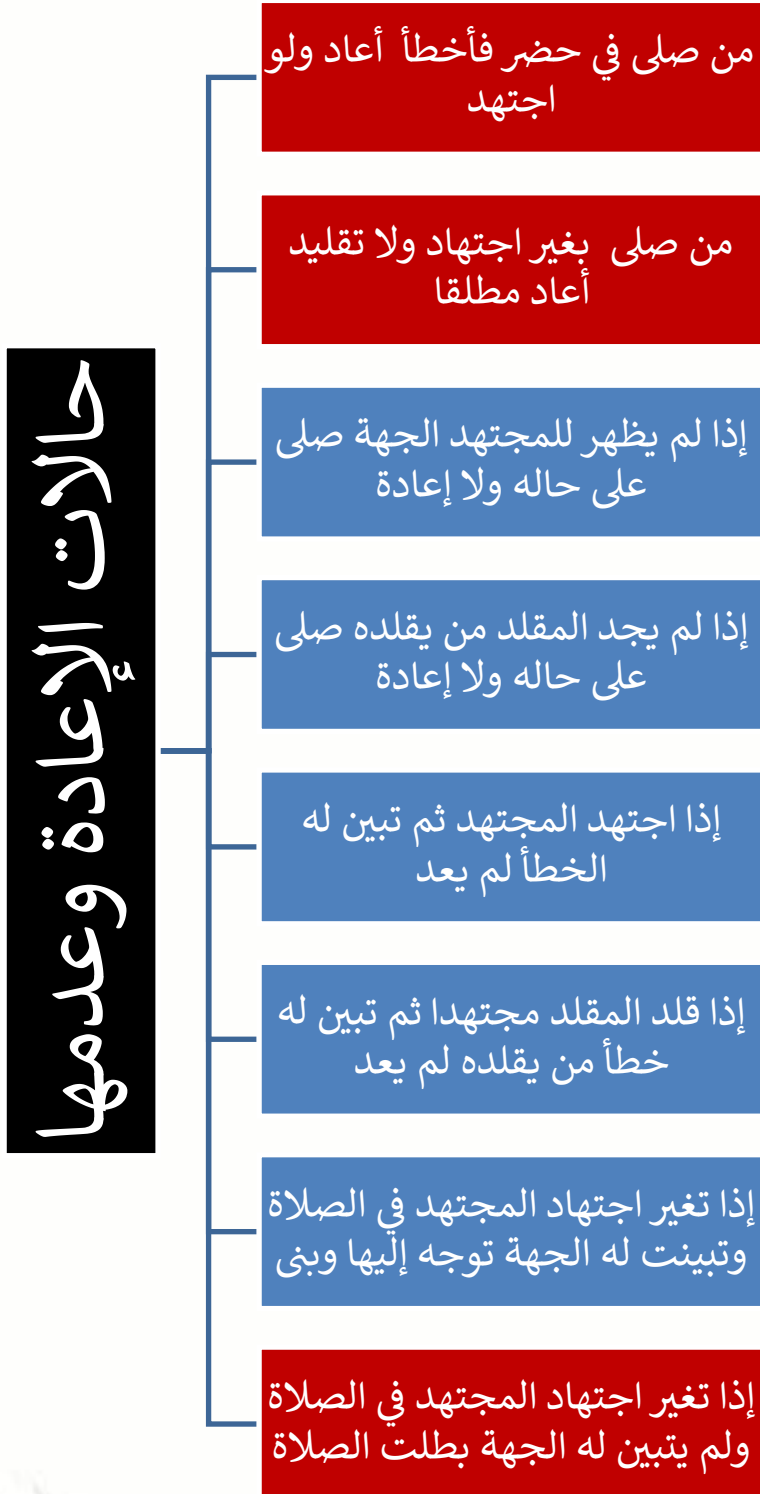 حالات الإعادة وعدمها
من صلى في حضر فأخطأ أعاد ولو
اجتهد
من صلى بغير اجتهاد ولا تقليد
أعاد مطلقا
إذا لم يظهر للمجتهد الجهة صلى
على حاله ولا إعادة
إذا لم يجد المقلد من يقلده صلى
على حاله ولا إعادة
إذا اجتهد المجتهد ثم تبين له
الخطأ لم يعد
إذا قلد المقلد مجتهدا ثم تبين له
خطأ من يقلده لم يعد
إذا تغير اجتهاد المجتهد في الصلاة
وتبينت له الجهة توجه إليها وبنى
إذا تغير اجتهاد المجتهد في الصلاة
ولم يتبين له الجهة بطلت الصلاة